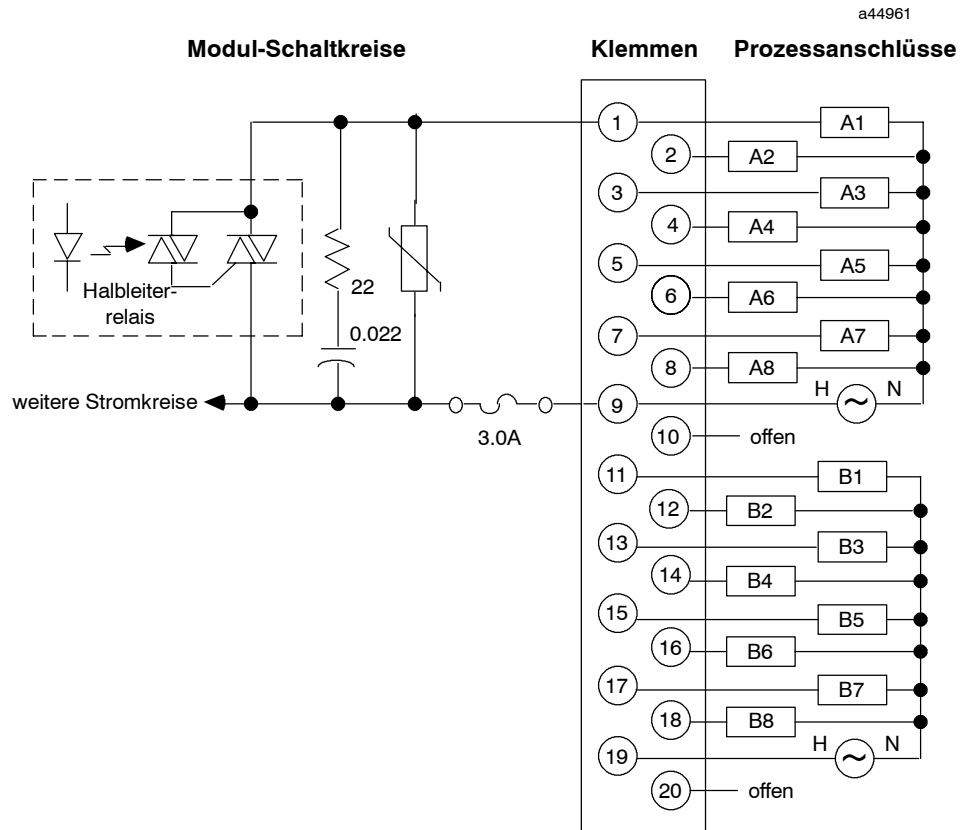 a44961
Modul-Schaltkreise Klemmen Prozessanschlüsse
1 A1
2 A2
3 A3
4 A4
5 A5
6 A6
7 A7
8 A8
Halbleiter-
relais
22
0.022
H ~ N
weitere Stromkreise 9
3.0A
10 offen
11 B1
12 B2
13 B3
14 B4
15 B5
16 B6
17 B7
18 B8
H ~ N
19
20 offen